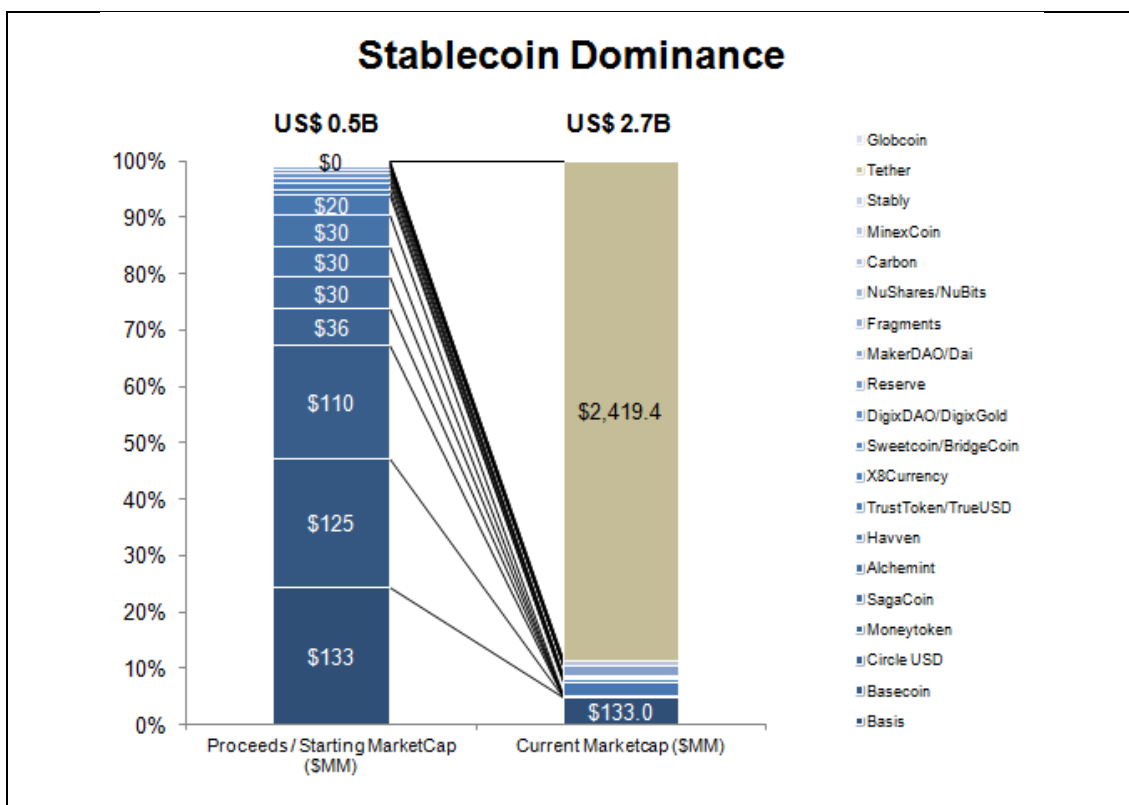 Stablecoin Dominance
US$ 0.5B
US$ 2.7B
100%
90%
80%
70%
60%
50%
40%
30%
20%
10%
0%
$0
$20
$30
$30
$30
$36
$110
$125
$133
$2,419.4
$133.0
Proceeds / Starting MarketCap
($MM)
Current Marketcap ($MM)
Globcoin
Tether
Stably
MinexCoin
Carbon
NuShares/NuBits
Fragments
MakerDAO/Dai
Reserve
DigixDAO/DigixGold
Sweetcoin/BridgeCoin
X8Currency
TrustToken/TrueUSD
Havven
Alchemint
SagaCoin
Moneytoken
Circle USD
Basecoin
Basis